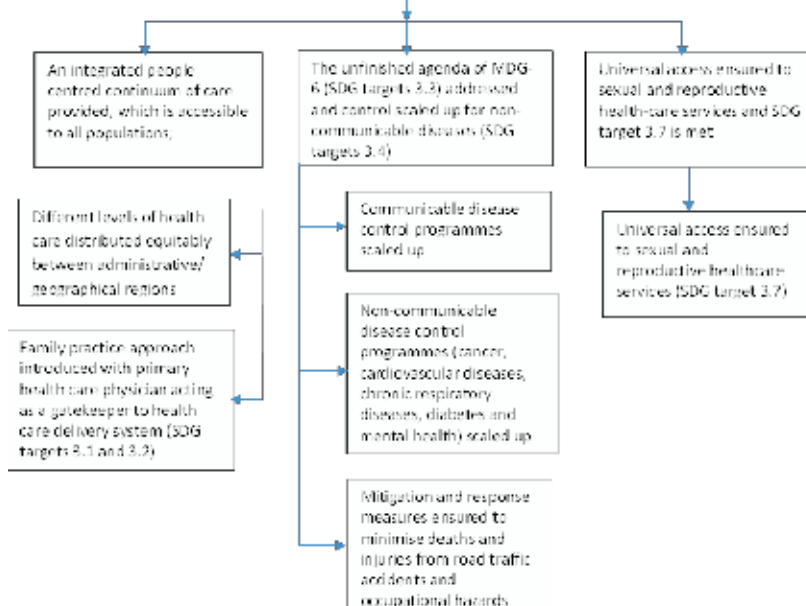 An integrated people
centred continuum of care
provided, which is accessible
to all populations;
The unfinished agenda of MDG-
6 (SDG targets 3.3) addressed
and control scaled up for non-
communicable diseases (SDG
targets 3.4)
Universal access ensured to
sexual and reproductive
health-care services and SDG
target 3.7 is met
Different levels of health
care distributed equitably
between administrative/
geographical regions
Family practice approach
introduced with primary
health care physician acting
as a gatekeeper to health
care delivery system (SDG
targets 3.1 and 3.2)
Communicable disease
control programmes
scaled up
Non-communicable
disease control
programmes (cancer,
cardiovascular diseases,
chronic respiratory
diseases, diabetes and
mental health) scaled up
Mitigation and response
measures ensured to
minimise deaths and
injuries from road traffic
accidents and
occupational hazards
Universal access ensured
to sexual and
reproductive healthcare
services (SDG target 3.7)